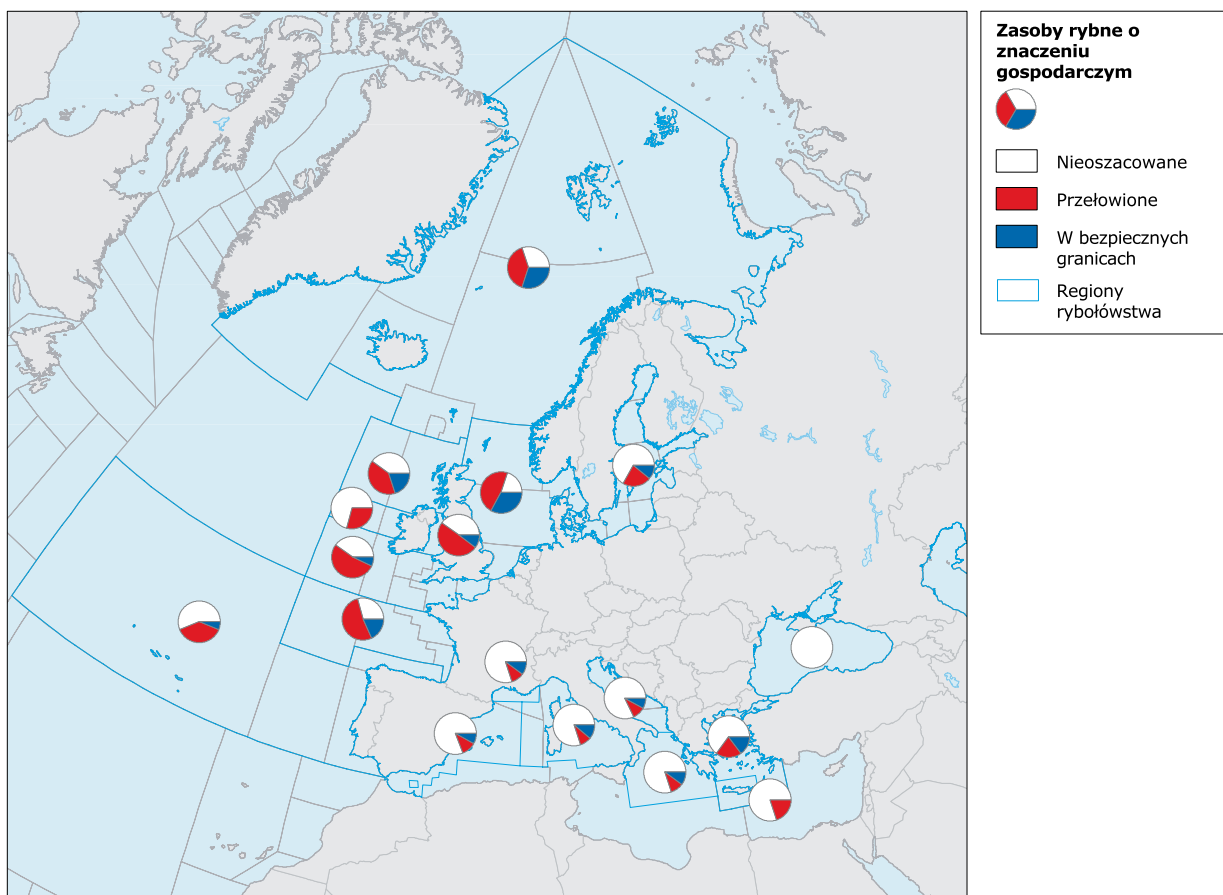 Zasoby rybne o
znaczeniu
gospodarczym
Nieoszacowane
Przełowione
W bezpiecznych
granicach
Regiony
rybołówstwa